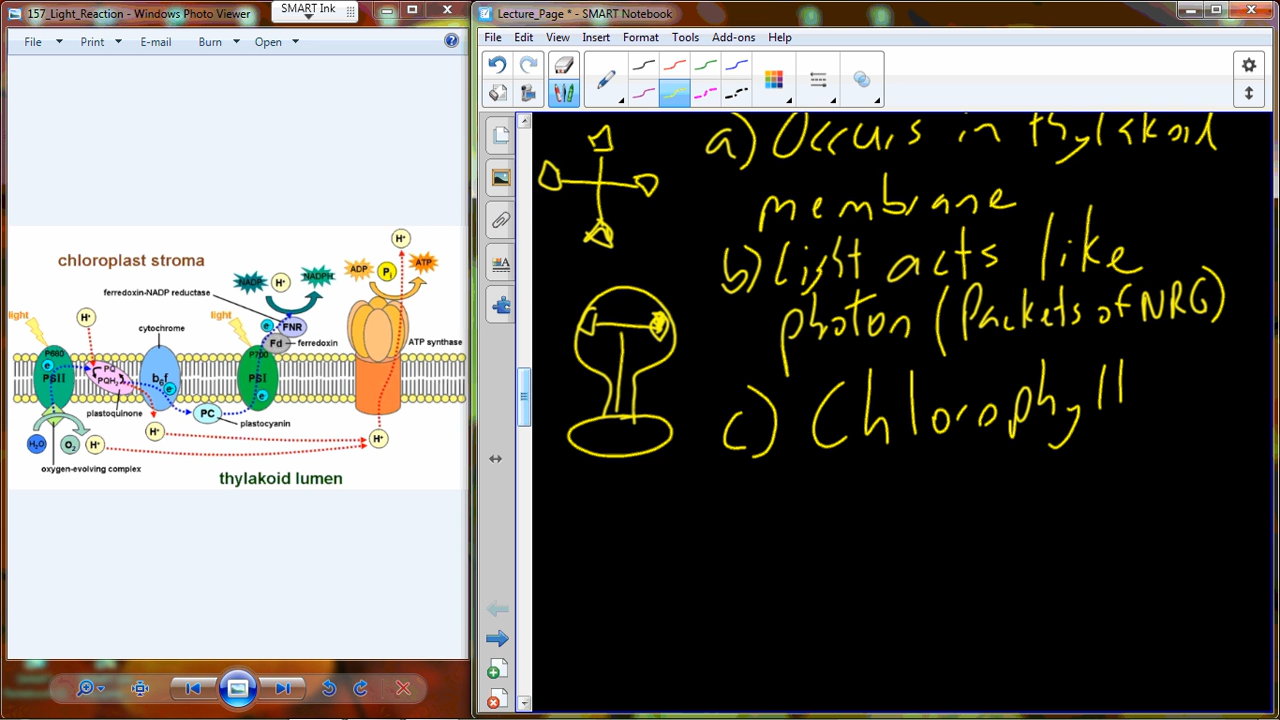 157_Light_Reaction - Windows Photo Viewer
SMART Ink
File Print E-mail Burn Open
chloroplast stroma
H+
NADP H+ NADPH
ADP Pi ATP
ferredoxin-NADP reductase
light
H+
cytochrome
light
e- FNR
Fd ferredoxin
ATP synthase
P680
e-
PSII
PQ
PQH2
b6f
e-
P700
PSI
e-
plastoquinone
PC
plastocyanin
H2O O2 H+
H+
H+
oxygen-evolving complex
thylakoid lumen
Lecture_Page * - SMART Notebook
File Edit View Insert Format Tools Add-ons Help
a) Occurs in thylakoid
membrane
b) Light acts like
photon (Packets of NRG)
c) Chlorophyll